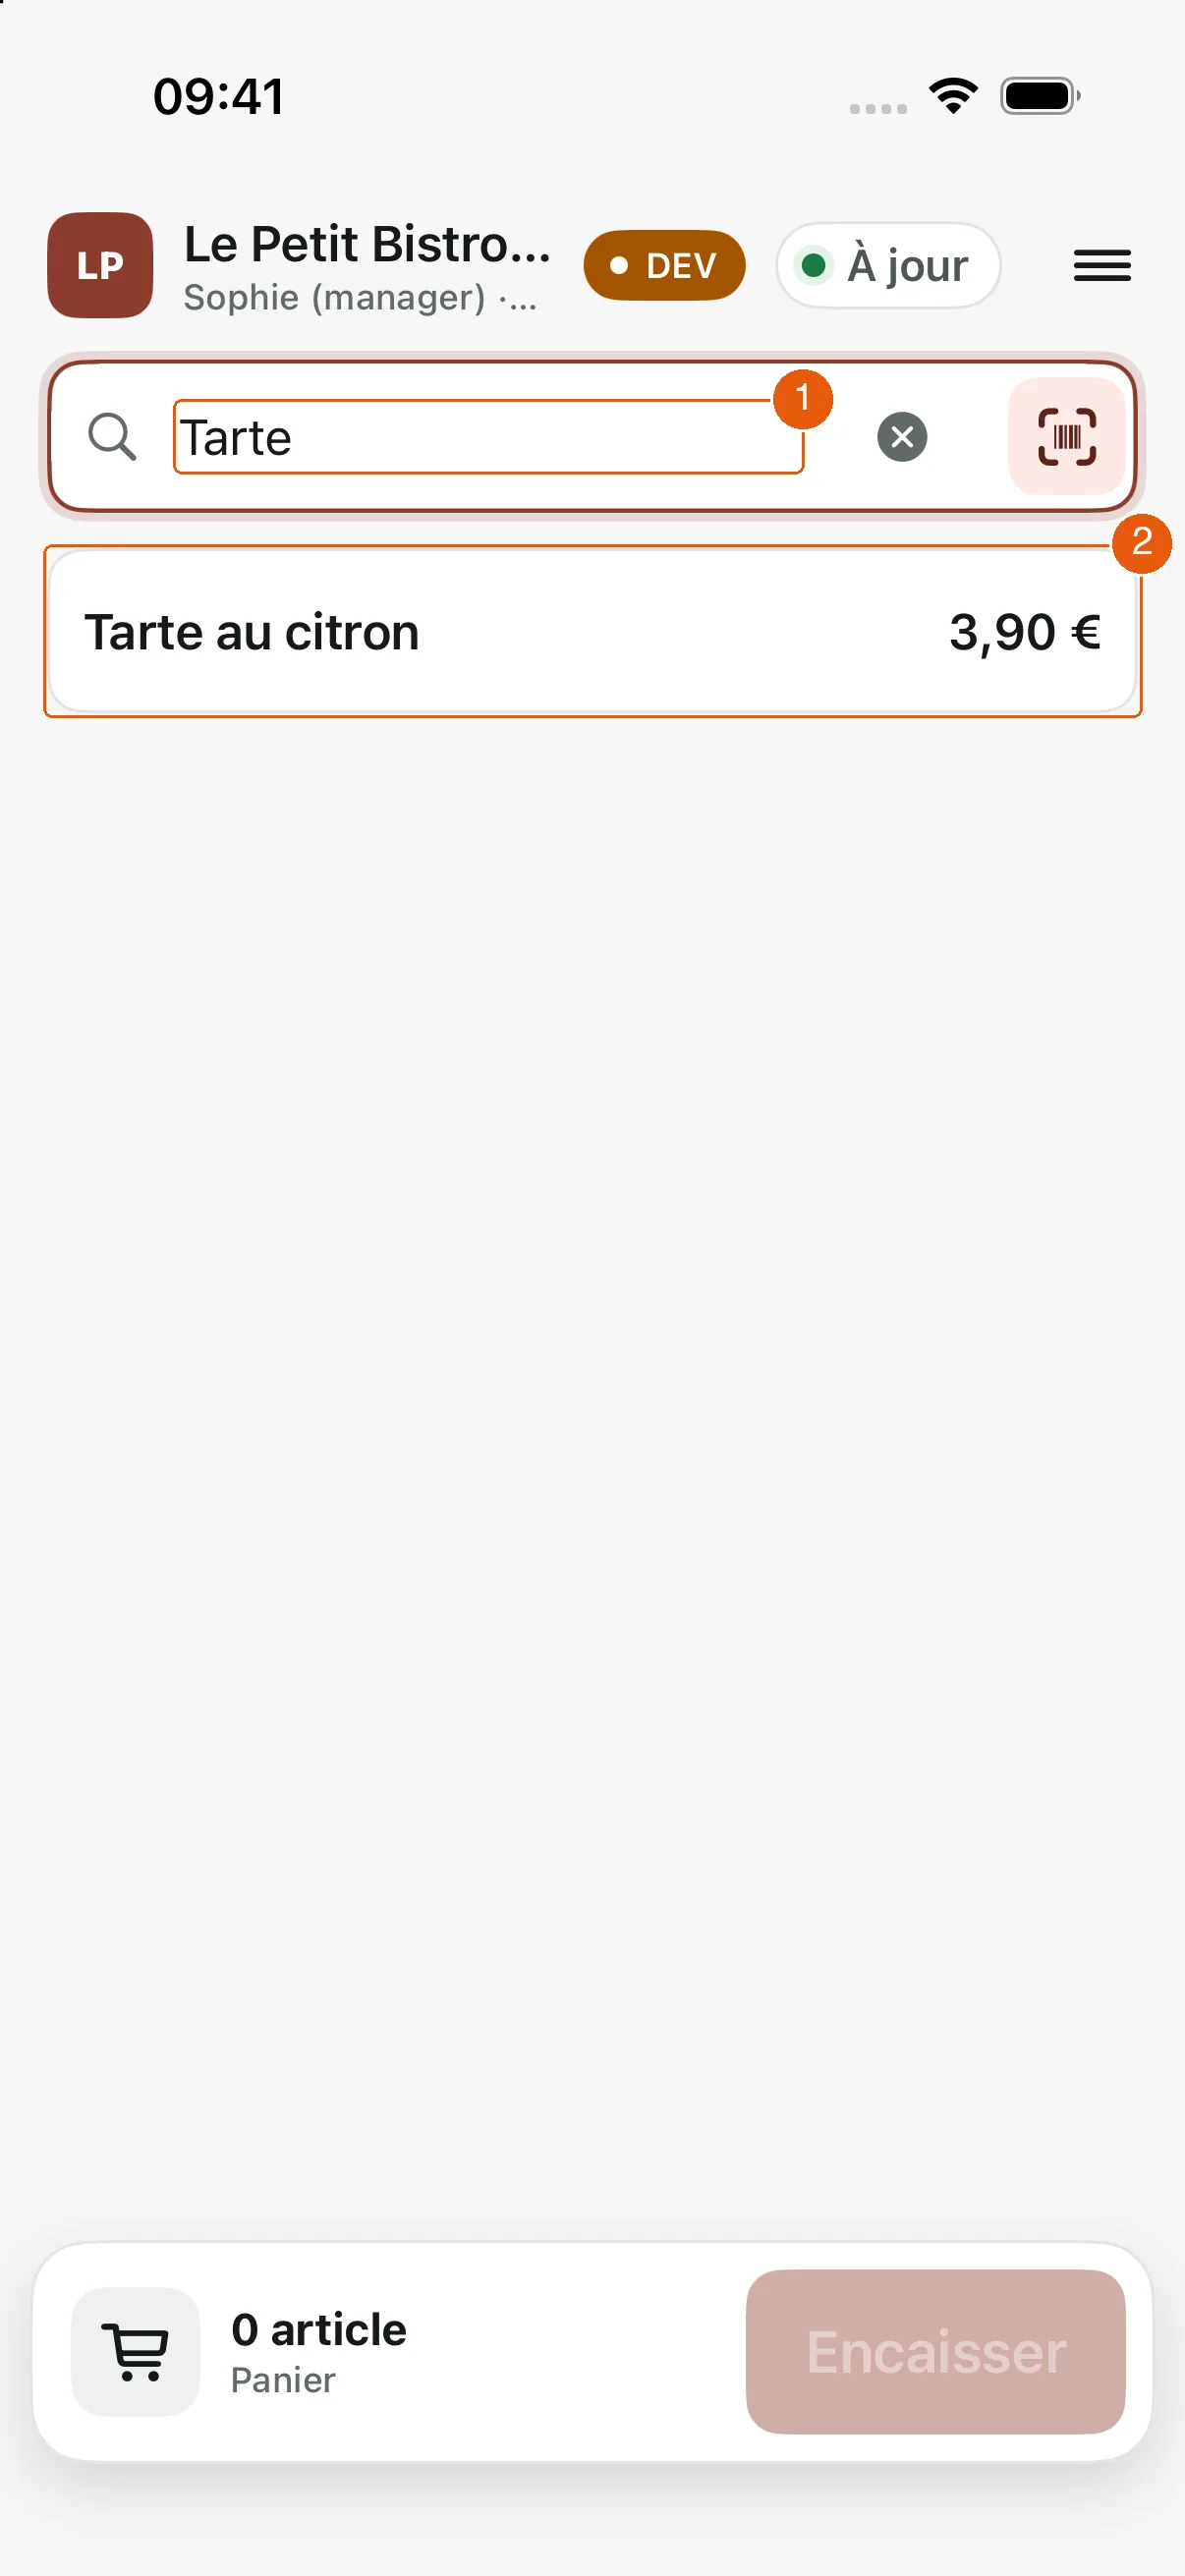 09:41
LP
Le Petit Bistro...
Sophie (manager) ·...
DEV
À jour
Tarte
1
2
Tarte au citron
3,90 €
0 article
Panier
Encaisser